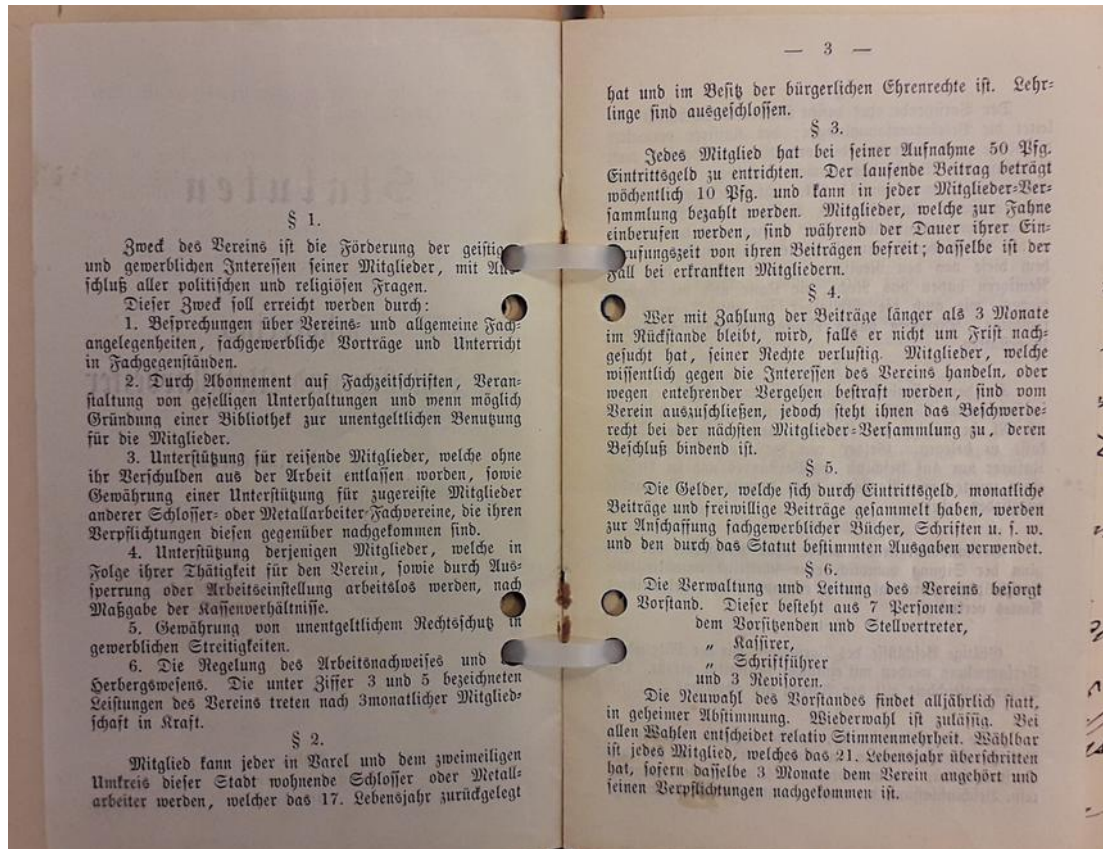 § 1.
Zweck des Vereins ist die Förderung der geistig
und gewerblichen Interessen seiner Mitglieder, mit Aus
schluß aller politischen und religiösen Fragen.
Dieser Zweck soll erreicht werden durch:
1. Besprechungen über Vereins- und allgemeine Fach-
angelegenheiten, fachgewerbliche Vorträge und Unterricht
in Fachgegenständen.
2. Durch Abonnement auf Fachzeitschriften, Veran-
staltung von geselligen Unterhaltungen und wenn möglich
Gründung einer Bibliothek zur unentgeltlichen Benutzung
für die Mitglieder.
3. Unterstützung für reisende Mitglieder, welche ohne
ihr Verschulden aus der Arbeit entlassen worden, sowie
Gewährung einer Unterstützung für zugereiste Mitglieder
anderer Schlosser- oder Metallarbeiter-Fachvereine, die ihren
Verpflichtungen diesen gegenüber nachgekommen sind.
4. Unterstützung derjenigen Mitglieder, welche in
Folge ihrer Thätigkeit für den Verein, sowie durch Aus-
sperrung oder Arbeitseinstellung arbeitslos werden, nach
Maßgabe der Kassenverhältnisse.
5. Gewährung von unentgeltlichem Rechtsschutz in
gewerblichen Streitigkeiten.
6. Die Regelung des Arbeitsnachweises und
Herbergswesens. Die unter Ziffer 3 und 5 bezeichneten
Leistungen des Vereins treten nach 3monatlicher Mitglied-
schaft in Kraft.
§ 2.
Mitglied kann jeder in Varel und dem zweimeiligen
Umkreis dieser Stadt wohnende Schlosser oder Metall-
arbeiter werden, welcher das 17. Lebensjahr zurückgelegt
— 3 —
hat und im Besitz der bürgerlichen Ehrenrechte ist. Lehr-
linge sind ausgeschlossen.
§ 3.
Jedes Mitglied hat bei seiner Aufnahme 50 Pfg.
Eintrittsgeld zu entrichten. Der laufende Beitrag beträgt
wöchentlich 10 Pfg. und kann in jeder Mitglieder-Ver-
sammlung bezahlt werden. Mitglieder, welche zur Fahne
einberufen werden, sind während der Dauer ihrer Ein-
rufungszeit von ihren Beiträgen befreit; dasselbe ist der
Fall bei erkrankten Mitgliedern.
§ 4.
Wer mit Zahlung der Beiträge länger als 3 Monate
im Rückstande bleibt, wird, falls er nicht um Frist nach-
gesucht hat, seiner Rechte verlustig. Mitglieder, welche
wissentlich gegen die Interessen des Vereins handeln, oder
wegen entehrender Vergehen bestraft werden, sind vom
Verein auszuschließen, jedoch steht ihnen das Beschwerde-
recht bei der nächsten Mitglieder-Versammlung zu, deren
Beschluß bindend ist.
§ 5.
Die Gelder, welche sich durch Eintrittsgeld, monatliche
Beiträge und freiwillige Beiträge gesammelt haben, werden
zur Anschaffung fachgewerblicher Bücher, Schriften u. s. w.
und den durch das Statut bestimmten Ausgaben verwendet.
§ 6.
Die Verwaltung und Leitung des Vereins besorgt
Vorstand. Dieser besteht aus 7 Personen:
dem Vorsitzenden und Stellvertreter,
„ Kassirer,
„ Schriftführer
und 3 Revisoren.
Die Neuwahl des Vorstandes findet alljährlich statt,
in geheimer Abstimmung. Wiederwahl ist zulässig. Bei
allen Wahlen entscheidet relativ Stimmenmehrheit. Wählbar
ist jedes Mitglied, welches das 21. Lebensjahr überschritten
hat, sofern dasselbe 3 Monate dem Verein angehört und
seinen Verpflichtungen nachgekommen ist.